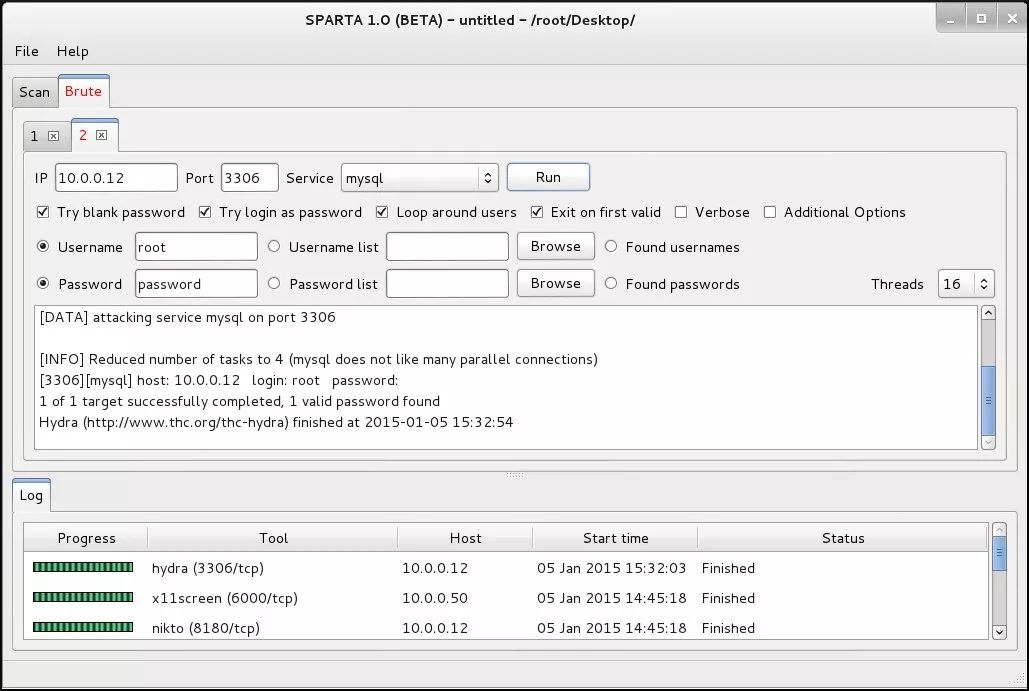 SPARTA 1.0 (BETA) - untitled - /root/Desktop/
File Help
Scan Brute
1 2
IP 10.0.0.12 Port 3306 Service mysql Run
Try blank password Try login as password Loop around users Exit on first valid Verbose Additional Options
Username root Username list Browse Found usernames
Password password Password list Browse Found passwords Threads 16
[DATA] attacking service mysql on port 3306
[INFO] Reduced number of tasks to 4 (mysql does not like many parallel connections)
[3306][mysql] host: 10.0.0.12 login: root password:
1 of 1 target successfully completed, 1 valid password found
Hydra (http://www.thc.org/thc-hydra) finished at 2015-01-05 15:32:54
Log
Progress Tool Host Start time Status
hydra (3306/tcp) 10.0.0.12 05 Jan 2015 15:32:03 Finished
x11screen (6000/tcp) 10.0.0.50 05 Jan 2015 14:45:18 Finished
nikto (8180/tcp) 10.0.0.12 05 Jan 2015 14:45:18 Finished